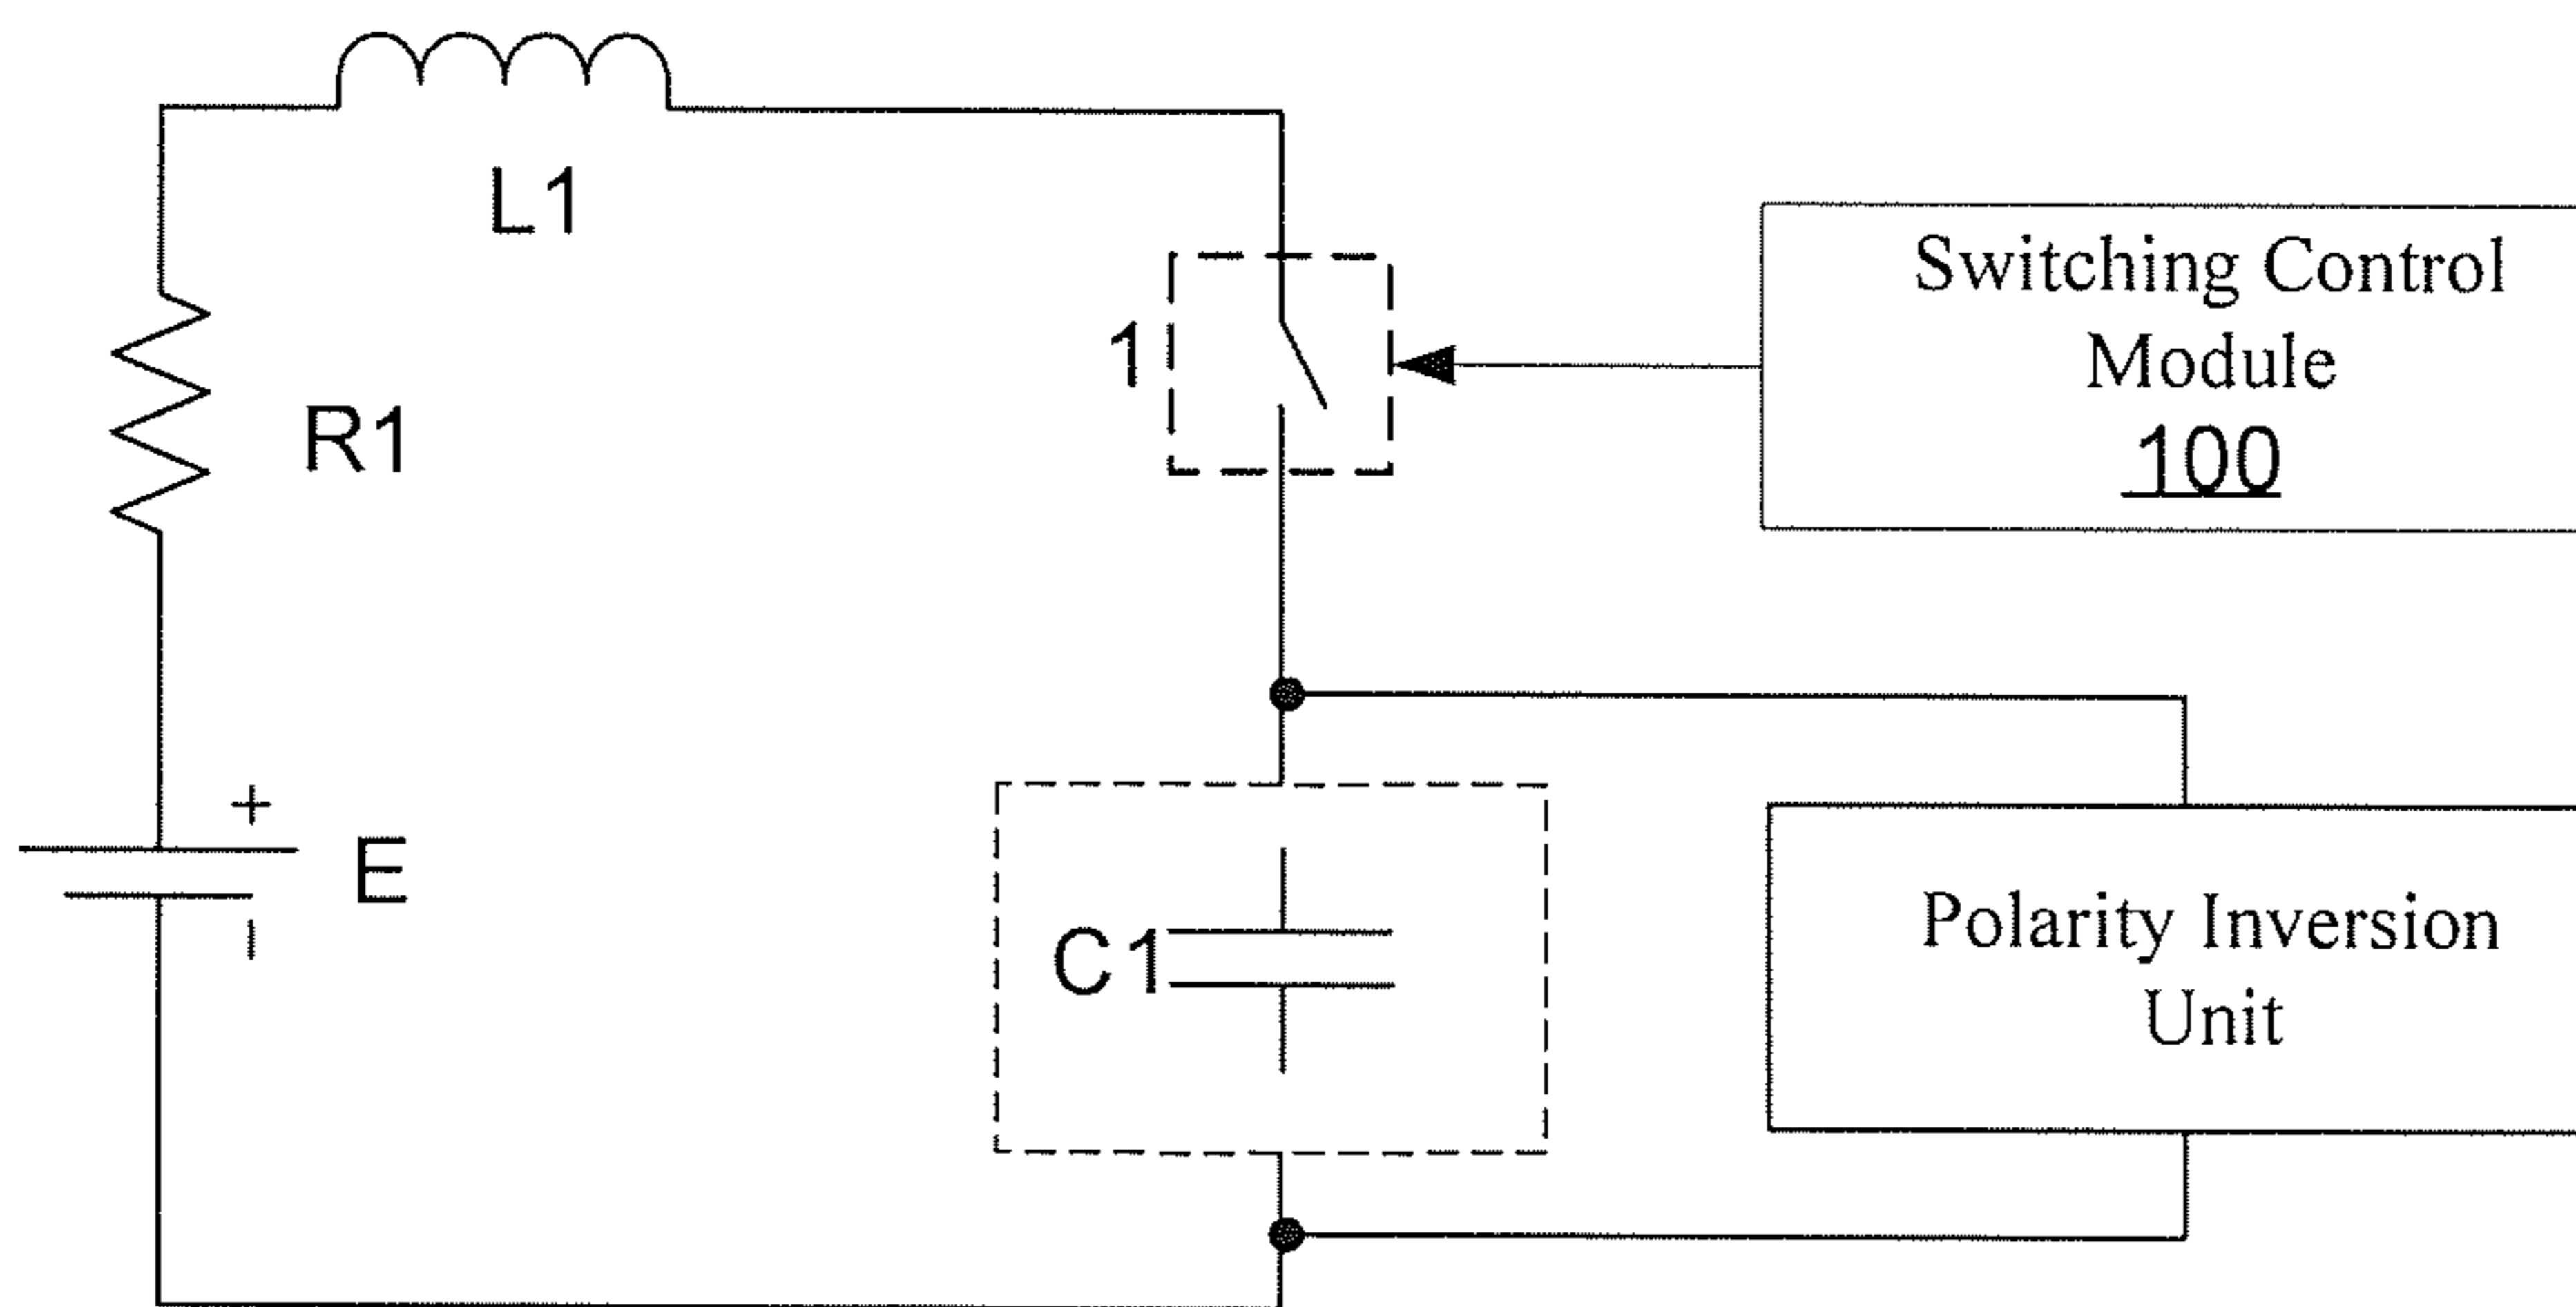 L1
Switching Control
Module
100
1
R1
+
E
C1
Polarity Inversion
Unit